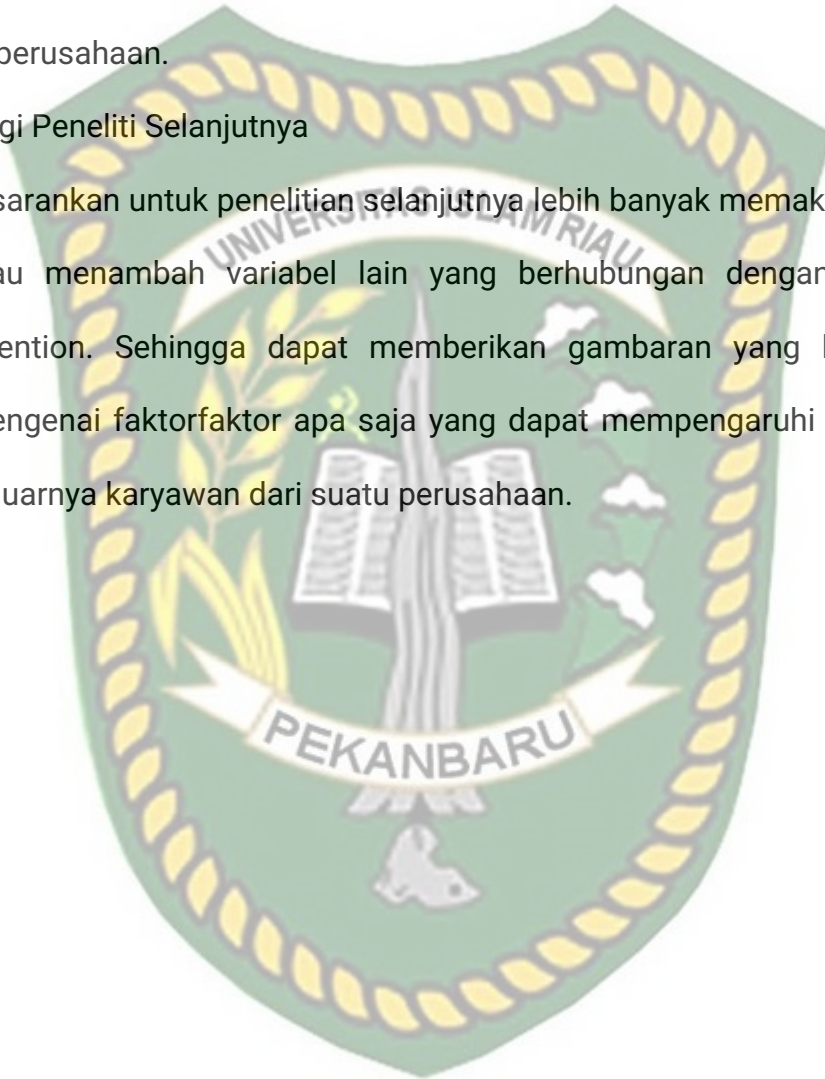 perusahaan.
gi Peneliti Selanjutnya
sarankan untuk penelitian selanjutnya lebih banyak memak
au menambah variabel lain yang berhubungan dengan
ention. Sehingga dapat memberikan gambaran yang
engenai faktorfaktor apa saja yang dapat mempengaruhi
uarnya karyawan dari suatu perusahaan.
UNIVERSITAS ISLAM RIAU
PEKANBARU